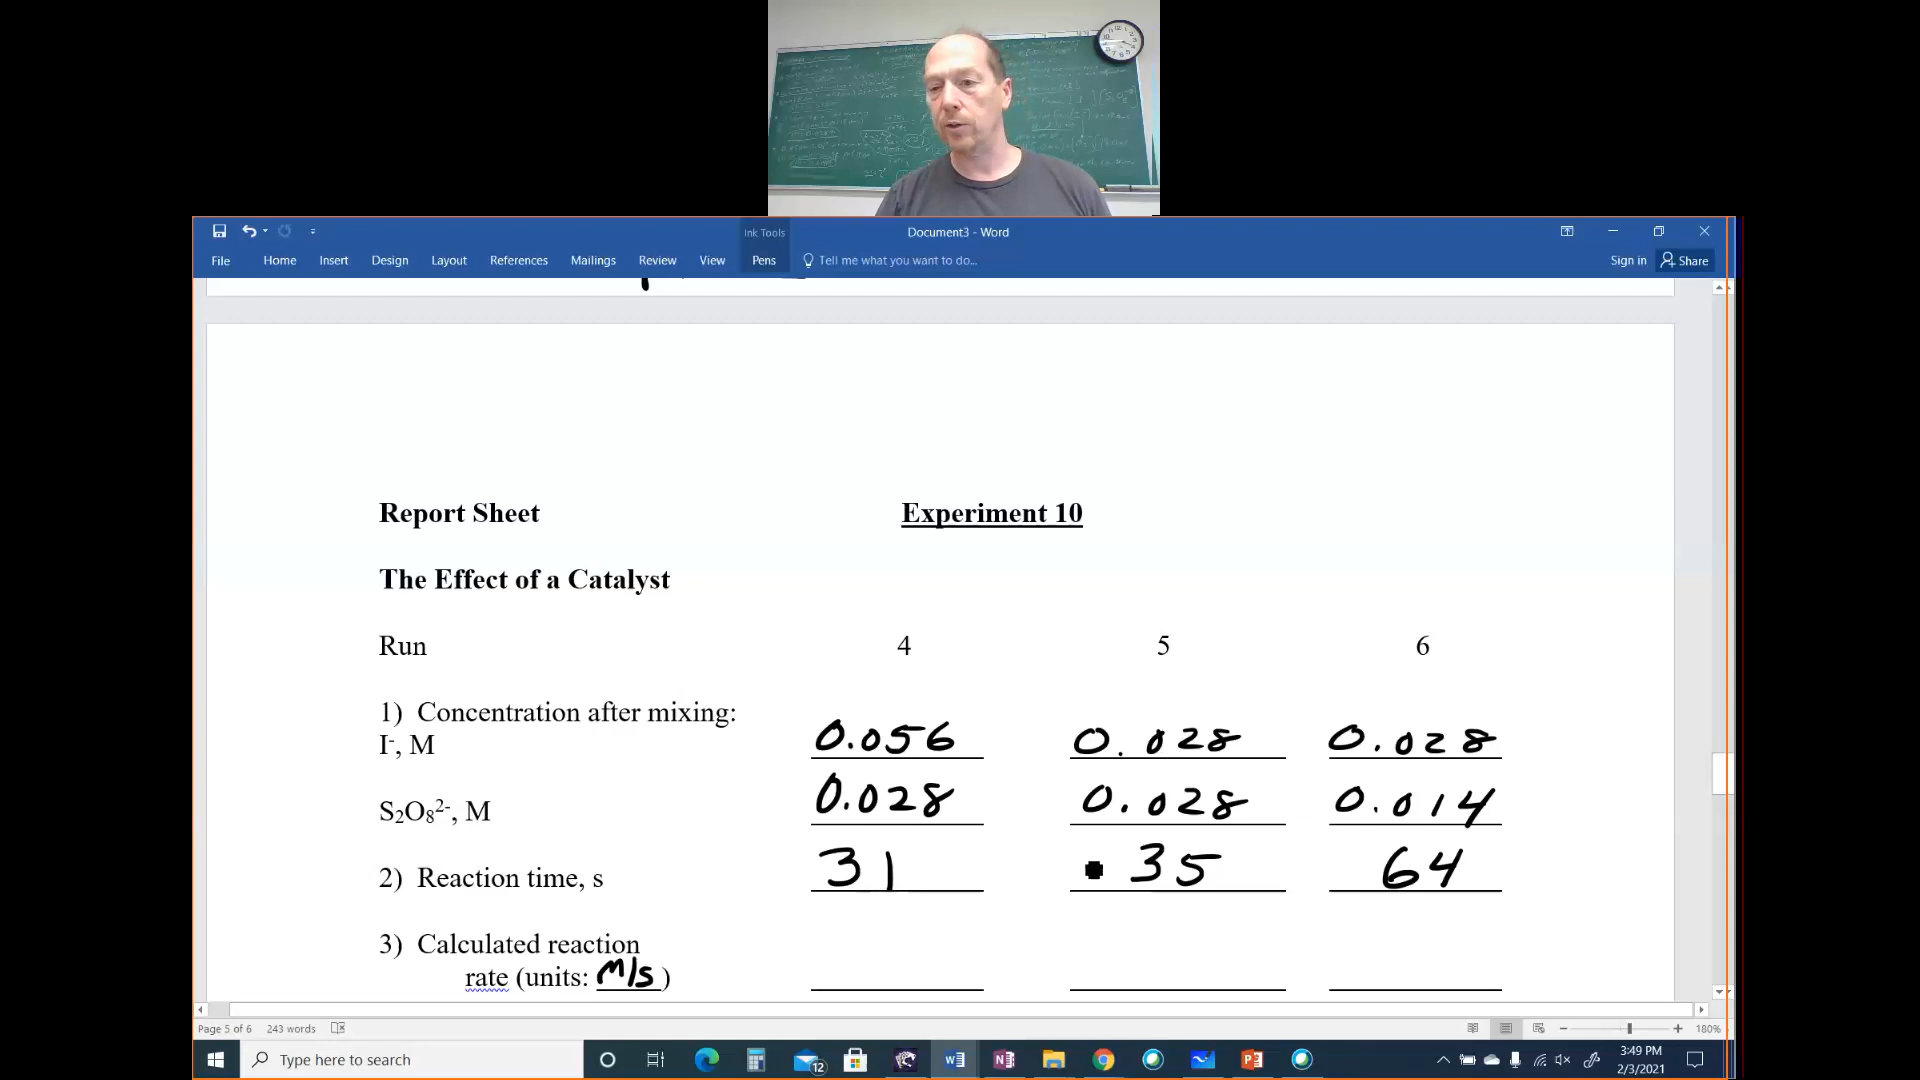 Ink Tools
Document3 - Word
File Home Insert Design Layout References Mailings Review View Pens Tell me what you want to do... Sign in Share
Report Sheet Experiment 10
The Effect of a Catalyst
Run 4 5 6
1) Concentration after mixing:
I⁻, M 0.056 0.028 0.028
S₂O₈²⁻, M 0.028 0.028 0.014
2) Reaction time, s 31 35 64
3) Calculated reaction
rate (units: M/s)
Page 5 of 6 243 words 180%
Type here to search 12 3:49 PM
2/3/2021